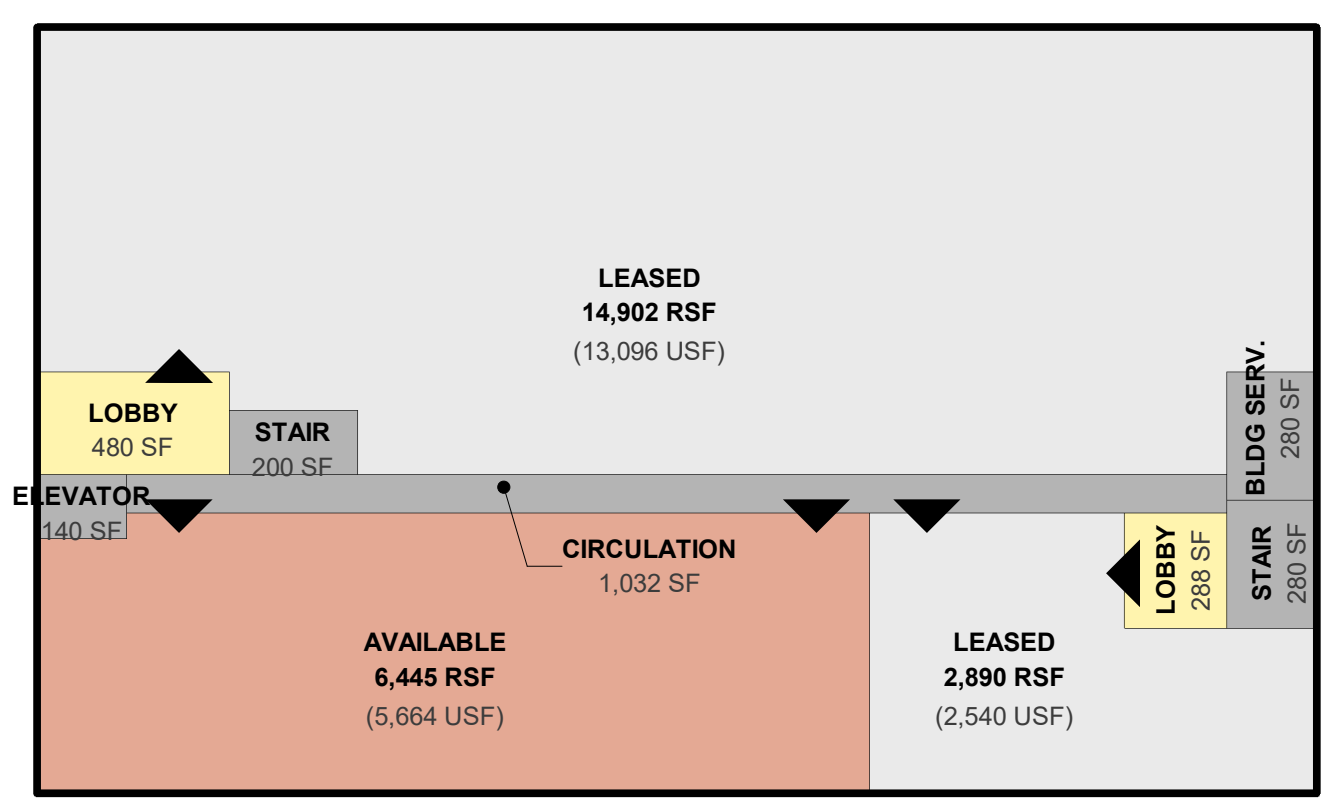 LEASED
14,902 RSF
(13,096 USF)
LOBBY
480 SF
STAIR
200 SF
BLDG SERV.
280 SF
ELEVATOR
140 SF
CIRCULATION
1,032 SF
LOBBY
288 SF
STAIR
280 SF
AVAILABLE
6,445 RSF
(5,664 USF)
LEASED
2,890 RSF
(2,540 USF)